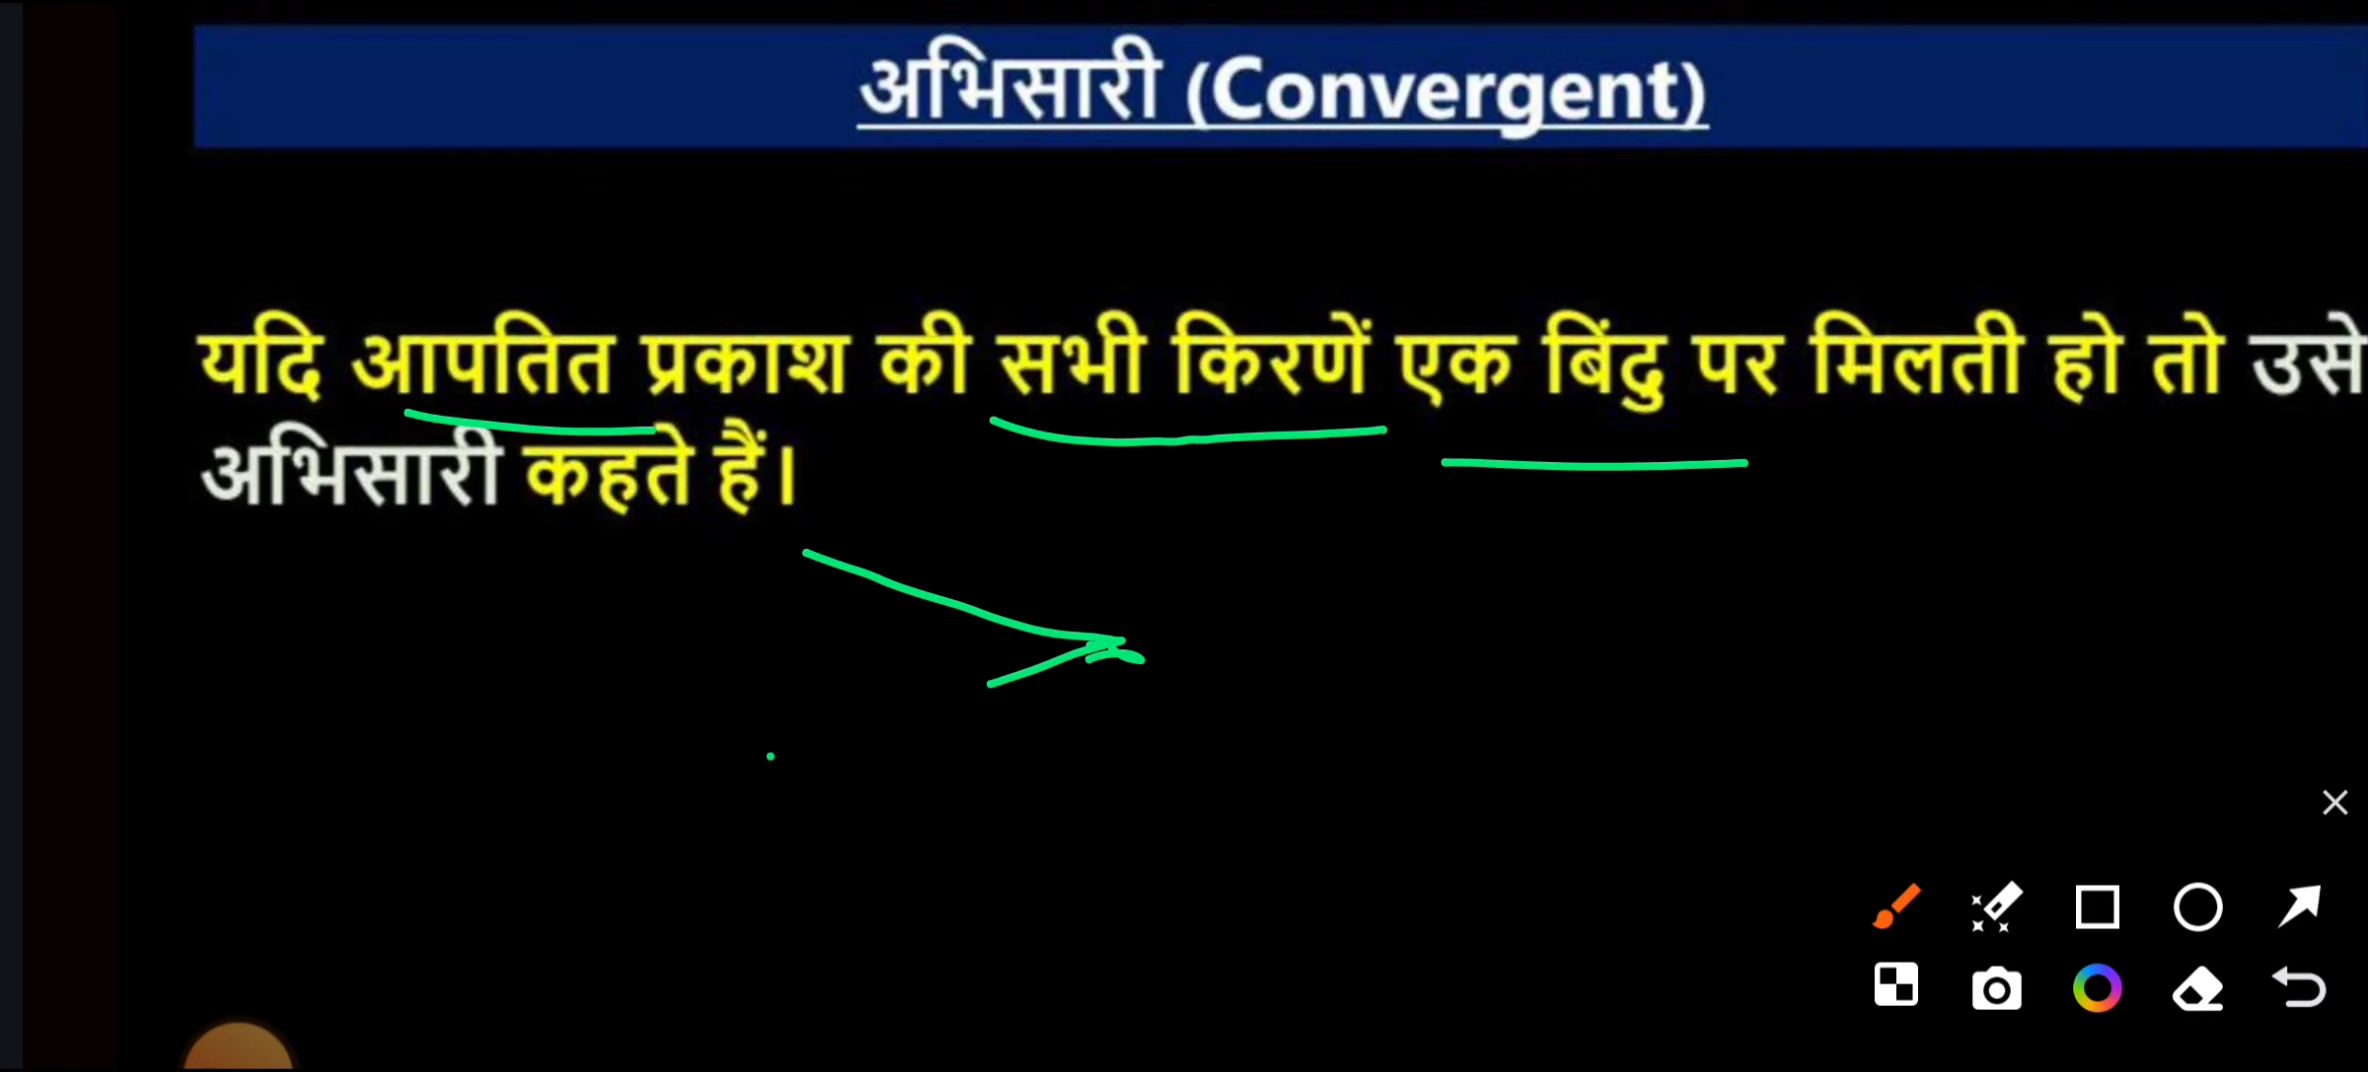 अभिसारी (Convergent)
यदि आपतित प्रकाश की सभी किरणें एक बिंदु पर मिलती हो तो उसे
अभिसारी कहते हैं।